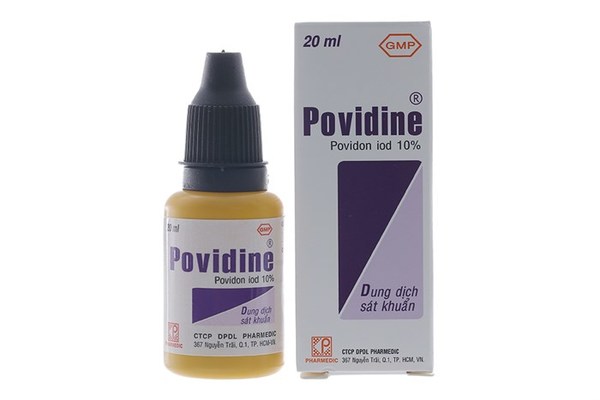 20 ml
GMP
Povidine®
Povidon iod 10%
Dung dịch
sát khuẩn
PHARMEDIC
CTCP DPDL PHARMEDIC
367 Nguyễn Trãi, Q.1, TP. HCM, VN.
20 ml
GMP
Povidine®
Povidon iod 10%
Dung dịch
sát khuẩn
PHARMEDIC
CTCP DPDL PHARMEDIC
367 Nguyễn Trãi, Q.1, TP. HCM-VN.